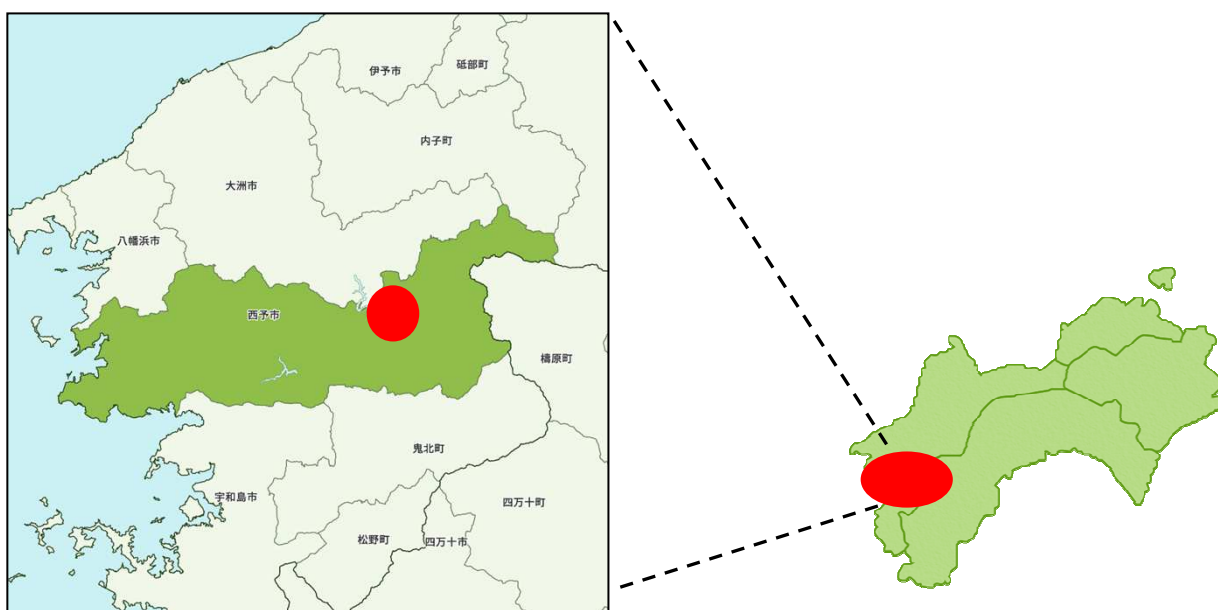 伊予市
砥部町
内子町
大洲市
八幡浜市
西予市
檮原町
鬼北町
宇和島市
四万十町
松野町
四万十市